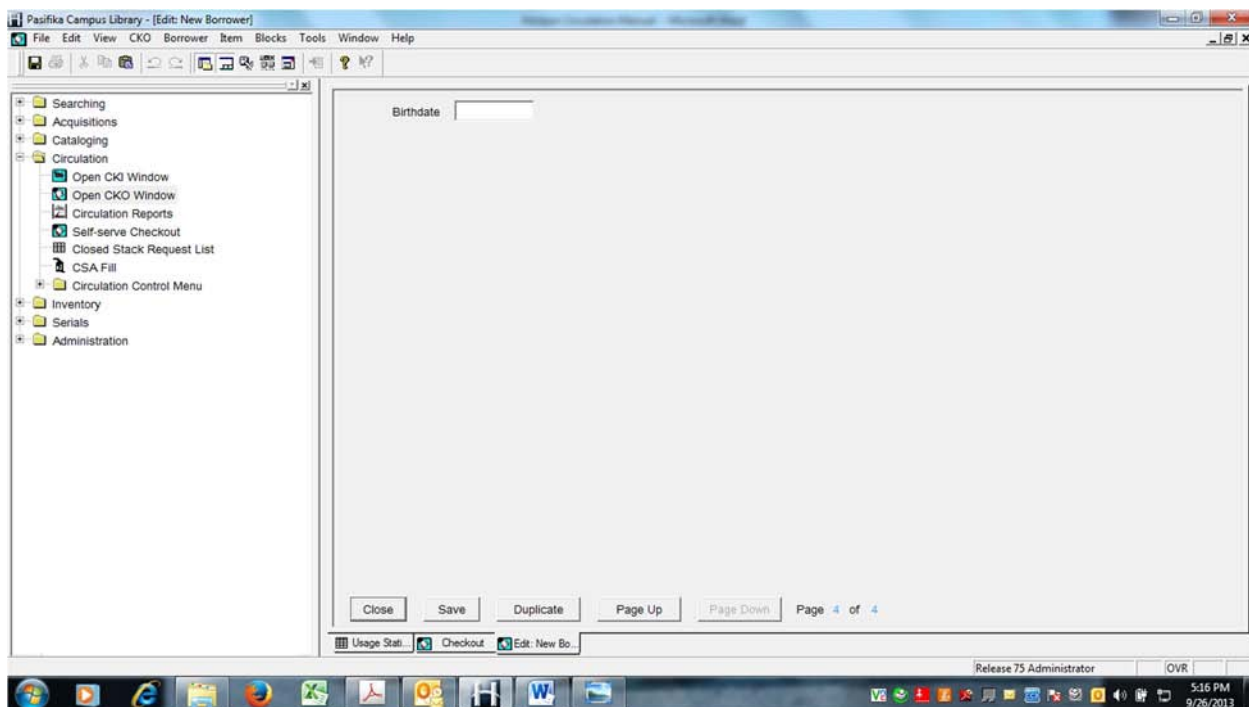 Pasifika Campus Library - [Edit: New Borrower]
File Edit View CKO Borrower Item Blocks Tools Window Help
Searching
Acquisitions
Cataloging
Circulation
Open CKI Window
Open CKO Window
Circulation Reports
Self-serve Checkout
Closed Stack Request List
CSA Fill
Circulation Control Menu
Inventory
Serials
Administration
Birthdate
Close Save Duplicate Page Up Page Down Page 4 of 4
Usage Stati... Checkout Edit: New Bo...
Release 75 Administrator OVR
5:16 PM
9/26/2013